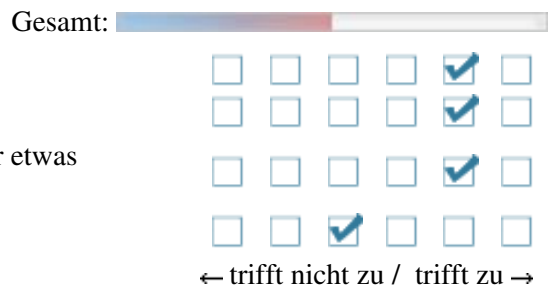 Gesamt:
etwas
← trifft nicht zu / trifft zu →